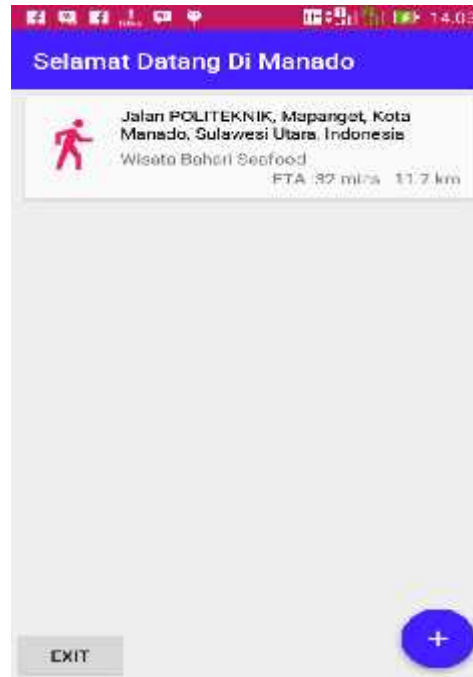 14.03
Selamat Datang Di Manado
Jalan POLITEKNIK, Mapanget, Kota
Manado, Sulawesi Utara, Indonesia
Wisata Bahari Seafood
ETA 32 mins 11.7 km
EXIT
+